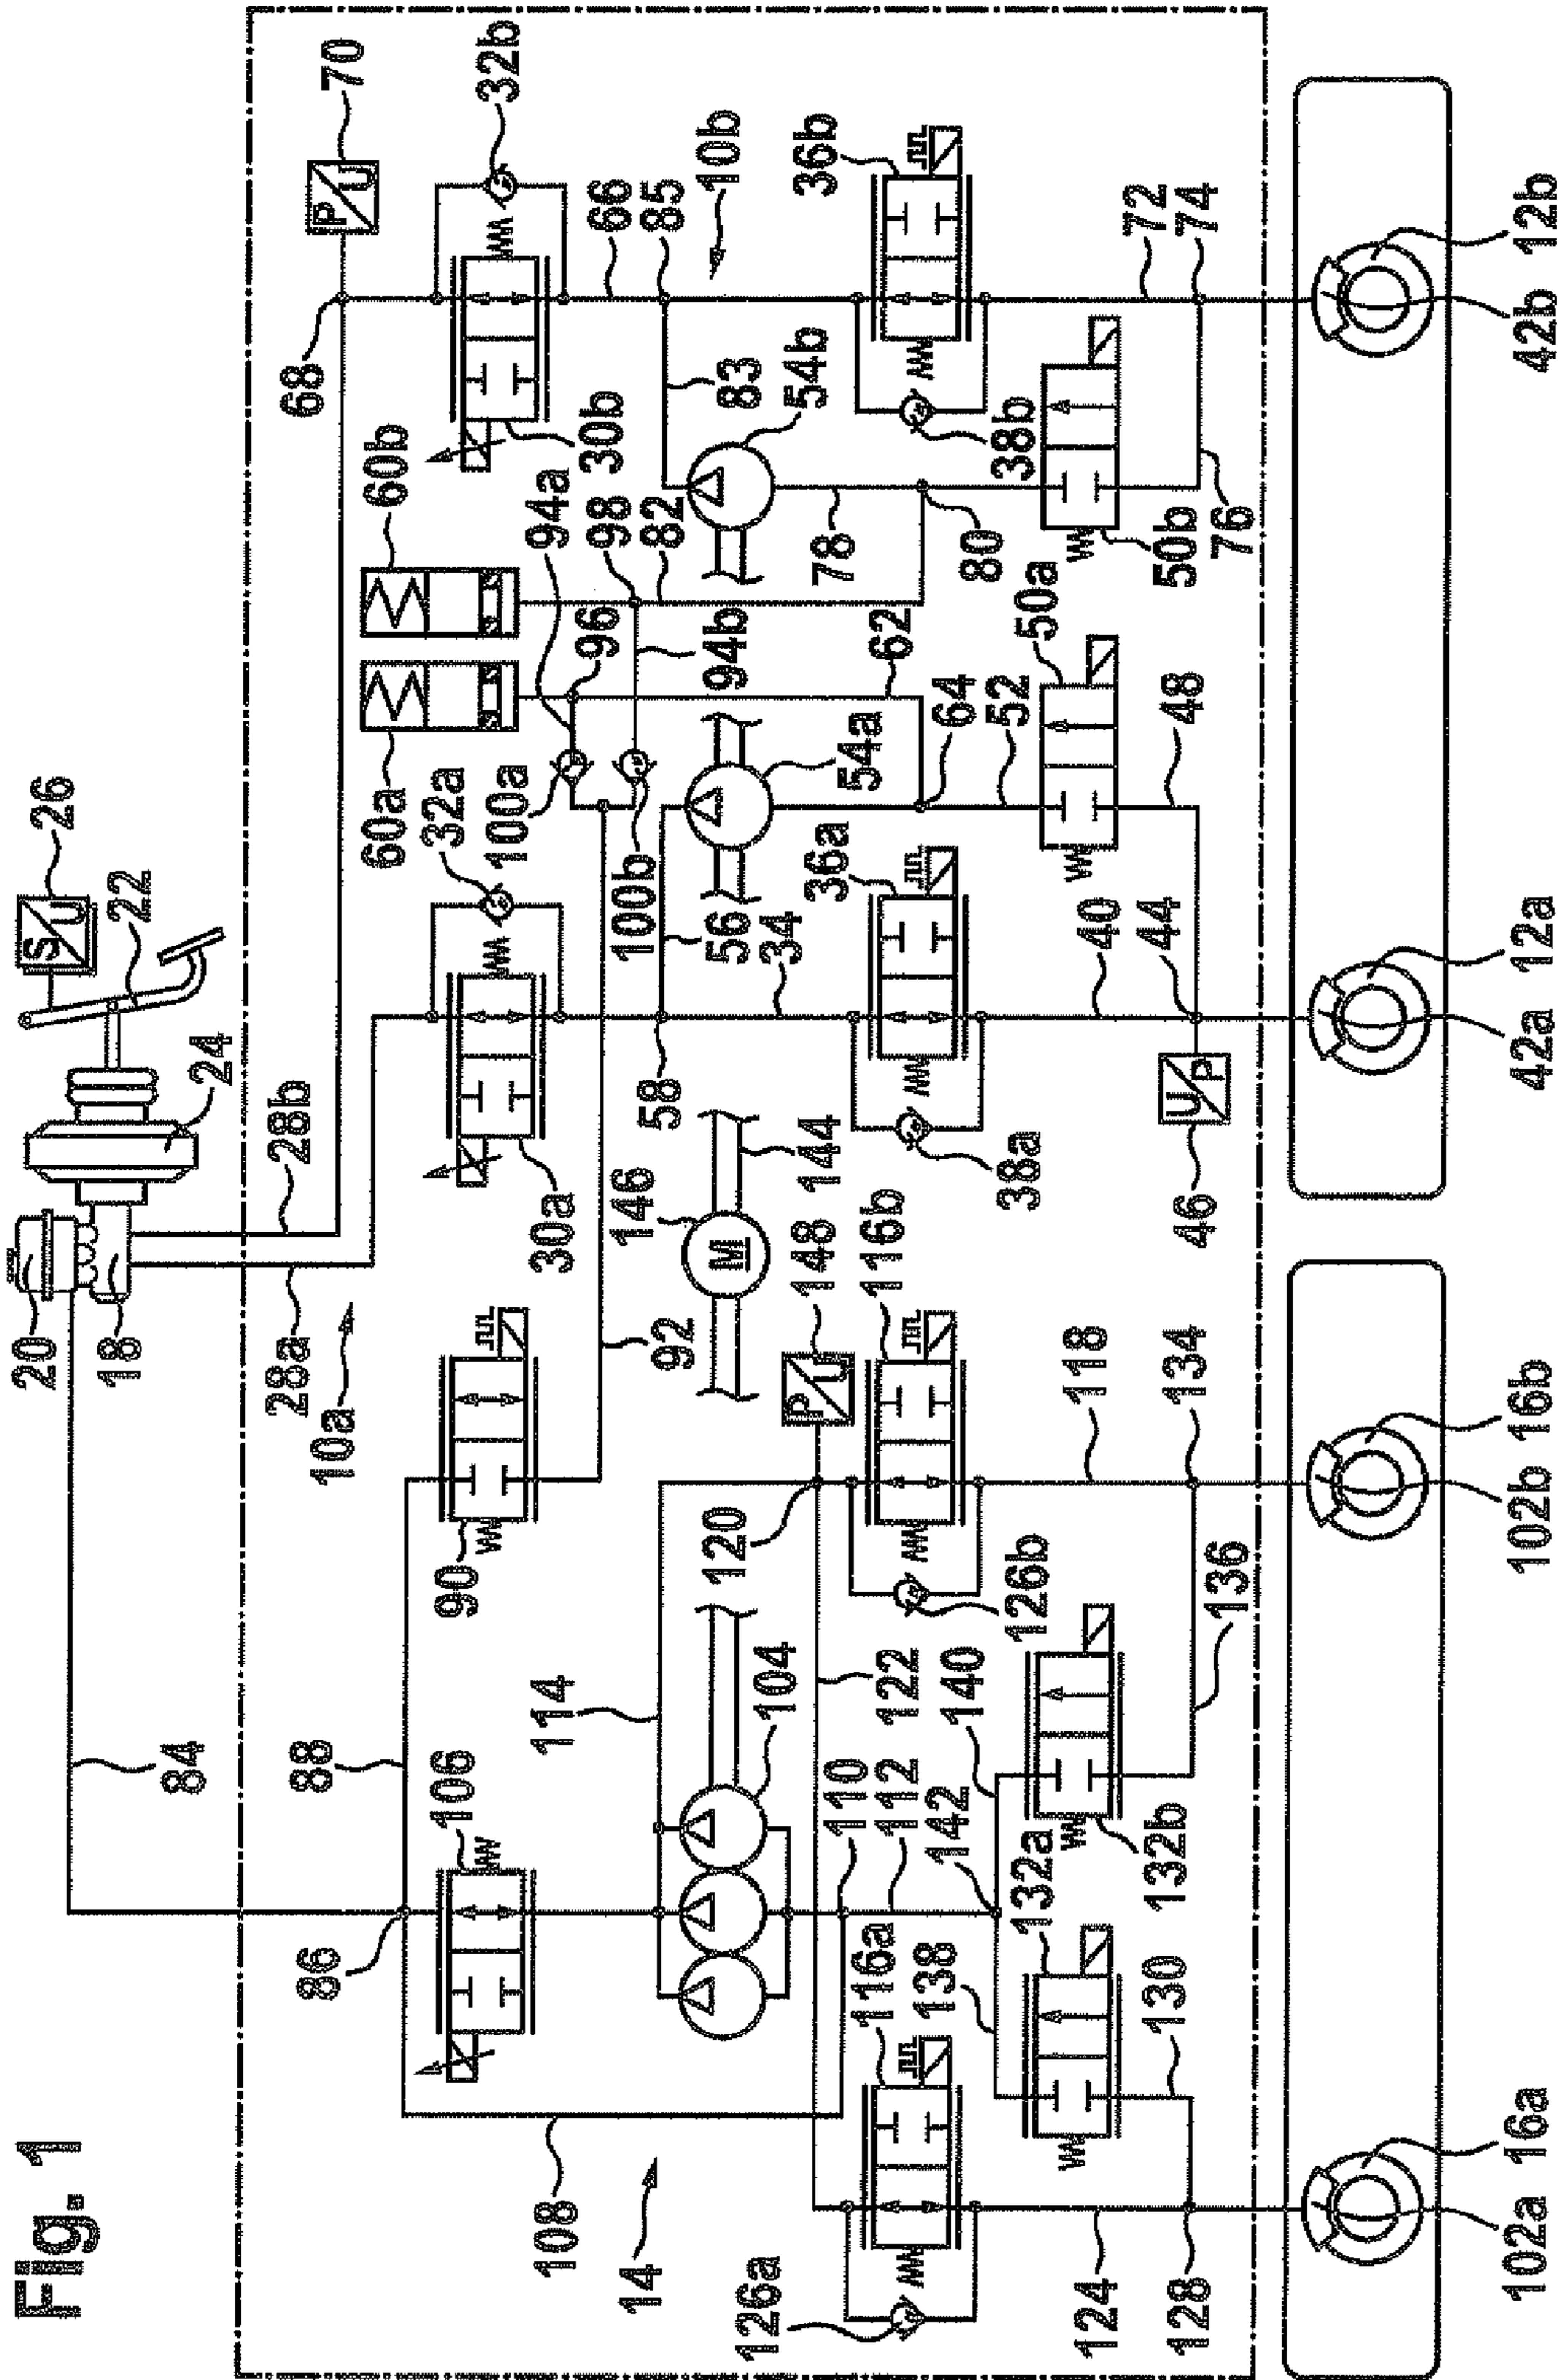 Fig. 1
20
18
26
S
U
22
24
84
28a
28b
10a
68
70
P
U
32b
60b
60a
32a
100a
100b
94a
98
82
96
94b
30b
66
85
10b
83
54b
36b
38b
78
80
50b
76
72
74
50a
62
64
52
48
54a
36a
56
34
58
30a
40
44
38a
46
U
P
146
M
144
92
90
88
86
106
108
114
104
148
P
U
116b
120
126b
122
118
134
136
110
112
140
142
132a
132b
116a
138
130
14
126a
124
128
102a
16a
102b
16b
42a
12a
42b
12b